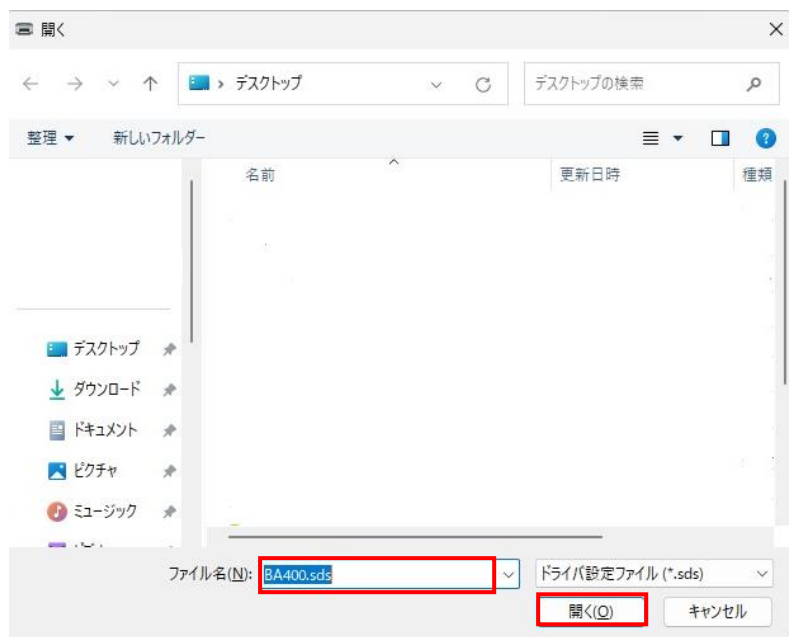 開く
デスクトップ
デスクトップの検索
整理
新しいフォルダー
名前
更新日時
種類
デスクトップ
ダウンロード
ドキュメント
ピクチャ
ミュージック
ファイル名(N): BA400.sds
ドライバ設定ファイル (*.sds)
開く(O)
キャンセル